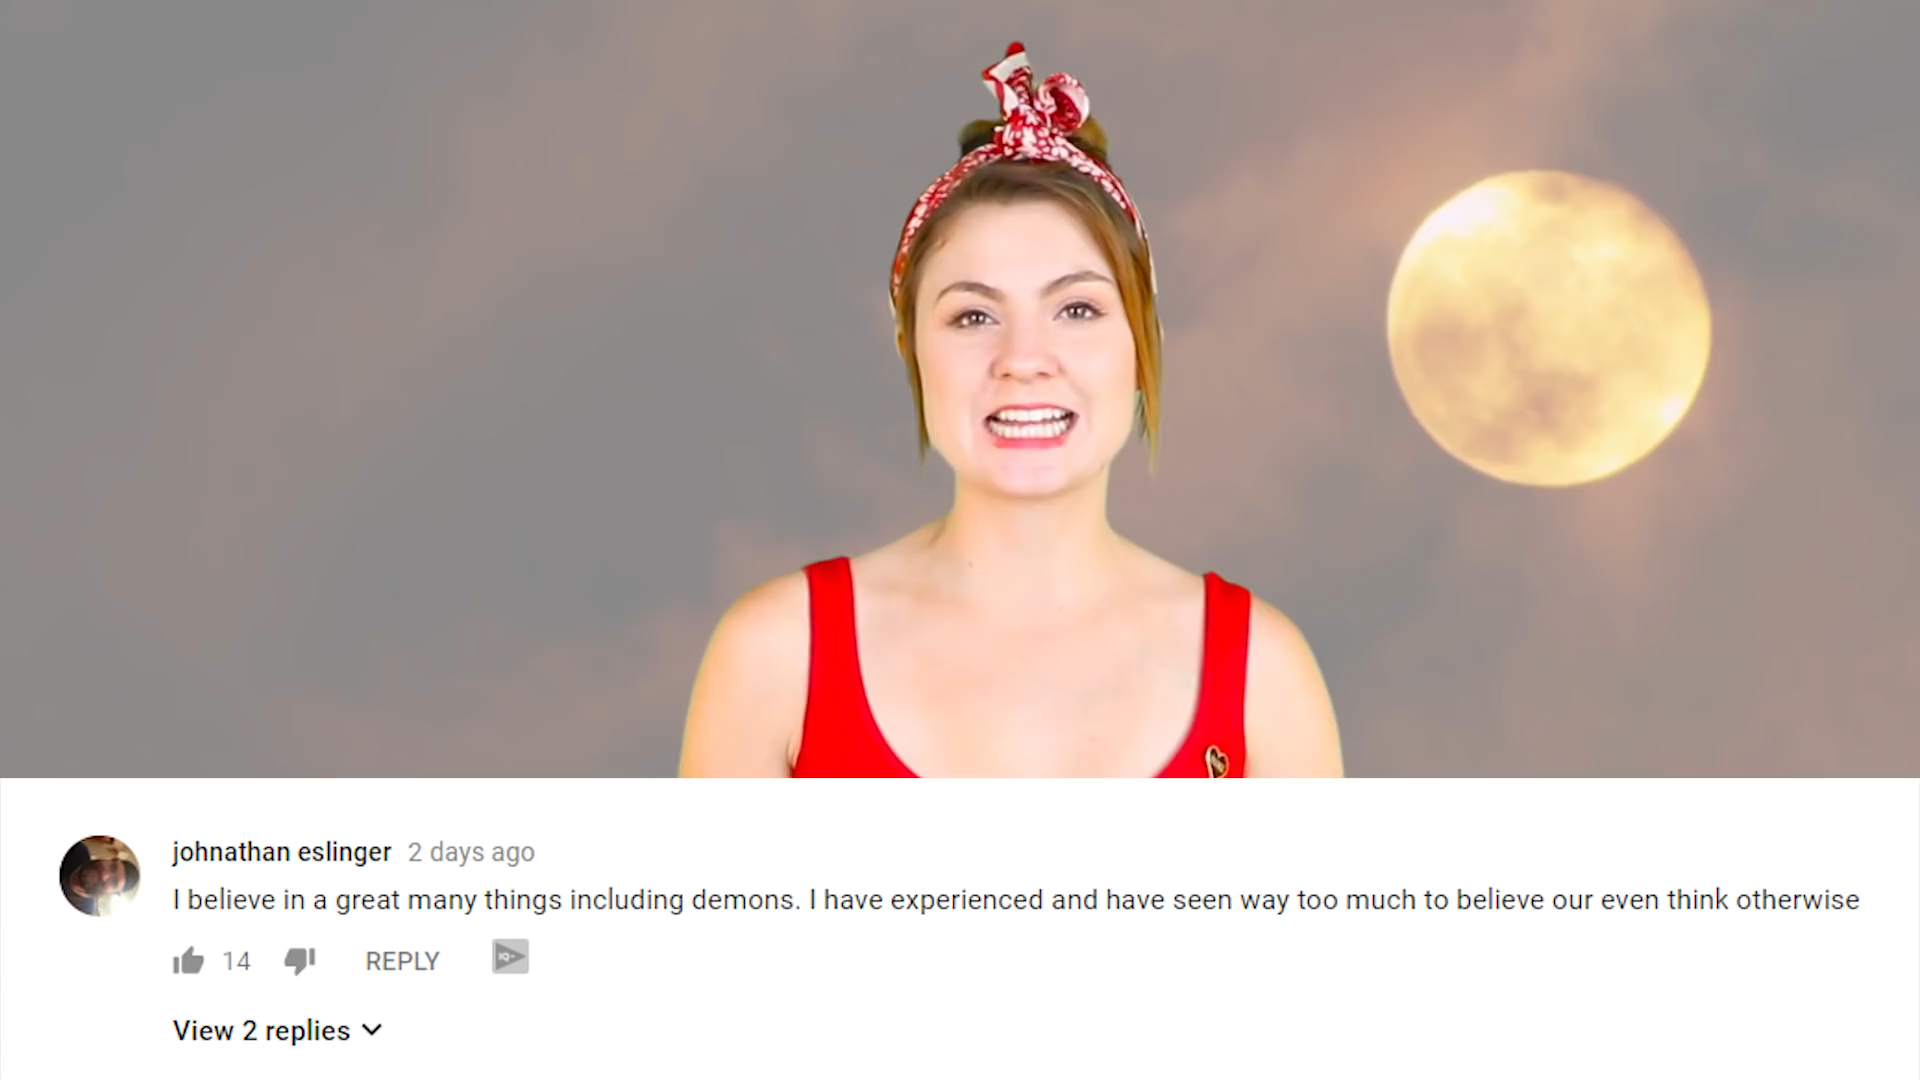 johnathan eslinger 2 days ago
I believe in a great many things including demons. I have experienced and have seen way too much to believe our even think otherwise
14 REPLY
View 2 replies